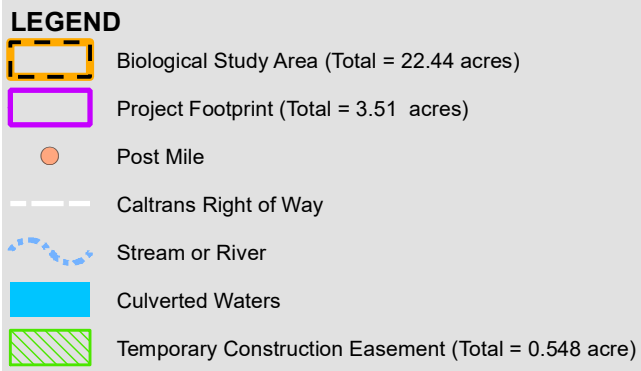 LEGEND
Biological Study Area (Total = 22.44 acres)
Project Footprint (Total = 3.51 acres)
Post Mile
Caltrans Right of Way
Stream or River
Culverted Waters
Temporary Construction Easement (Total = 0.548 acre)